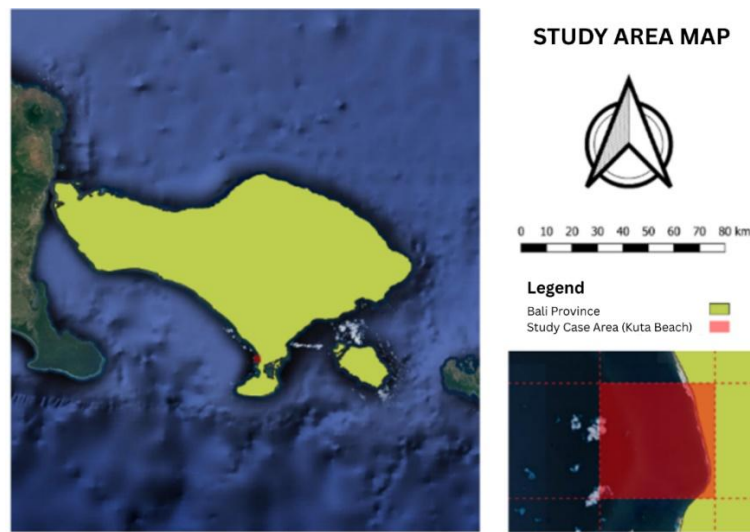 STUDY AREA MAP
0 10 20 30 40 50 60 70 80 km
Legend
Bali Province
Study Case Area (Kuta Beach)